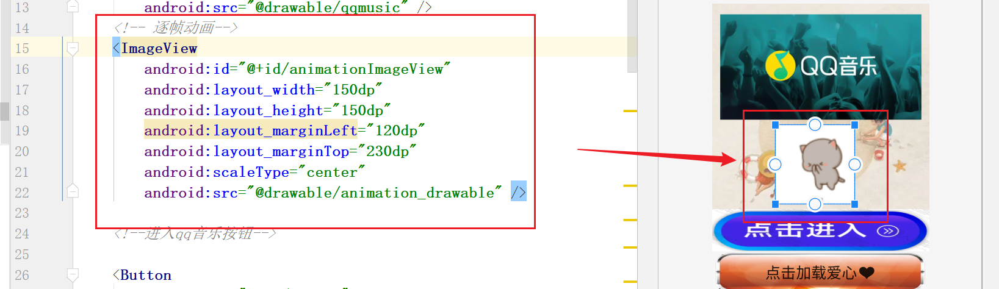 13 android:src="@drawable/qqmusic" />
14 <!-- 逐帧动画-->
15 <ImageView
16 android:id="@+id/animationImageView"
17 android:layout_width="150dp"
18 android:layout_height="150dp"
19 android:layout_marginLeft="120dp"
20 android:layout_marginTop="230dp"
21 android:scaleType="center"
22 android:src="@drawable/animation_drawable" />
23
24 <!--进入qq音乐按钮-->
25
26 <Button
QQ音乐
点击进入
点击加载爱心❤